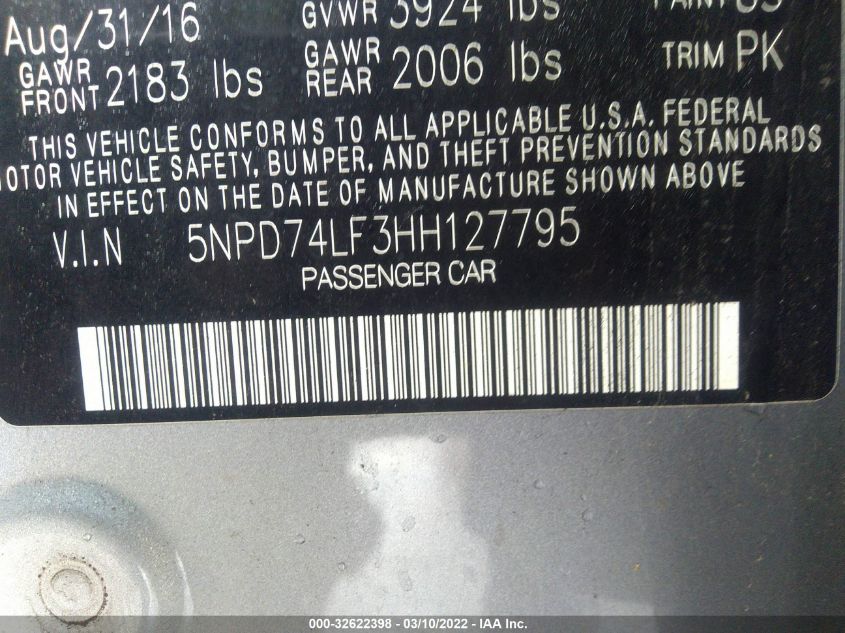 Aug/31/16 GVWR 3924 lbs
GAWR FRONT 2183 lbs GAWR REAR 2006 lbs TRIM PK
THIS VEHICLE CONFORMS TO ALL APPLICABLE U.S.A. FEDERAL
MOTOR VEHICLE SAFETY, BUMPER, AND THEFT PREVENTION STANDARDS
IN EFFECT ON THE DATE OF MANUFACTURE SHOWN ABOVE
V.I.N 5NPD74LF3HH127795
PASSENGER CAR
000-32622398 - 03/10/2022 - IAA, Inc.